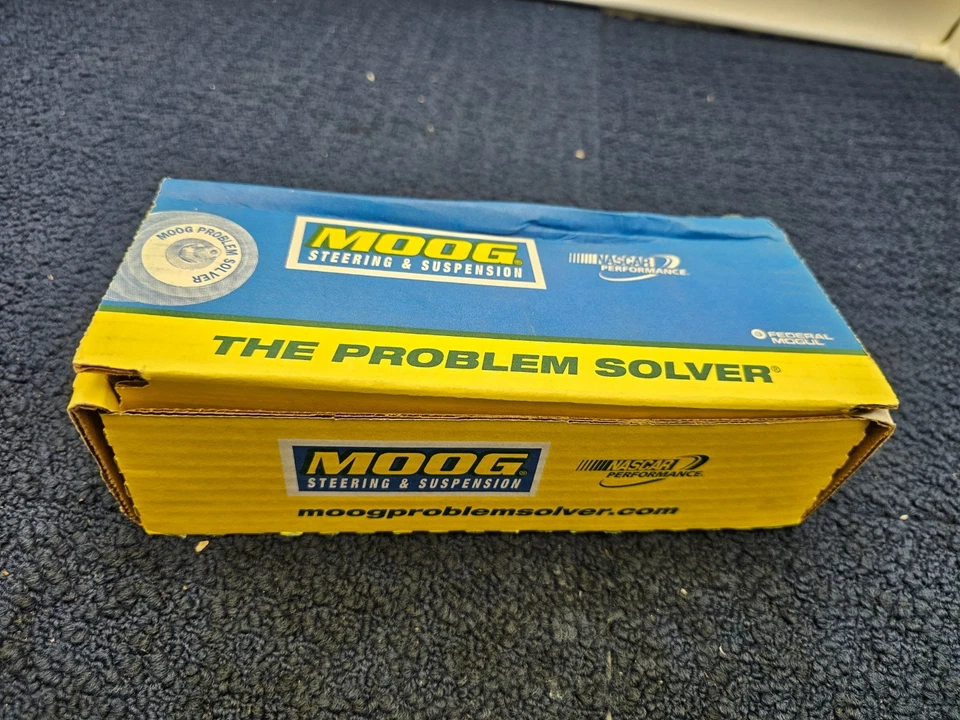 MOOG PROBLEM SOLVER
MOOG®
STEERING & SUSPENSION
NASCAR
PERFORMANCE
FEDERAL
MOGUL
THE PROBLEM SOLVER®
MOOG®
STEERING & SUSPENSION
NASCAR
PERFORMANCE
moogproblemsolver.com